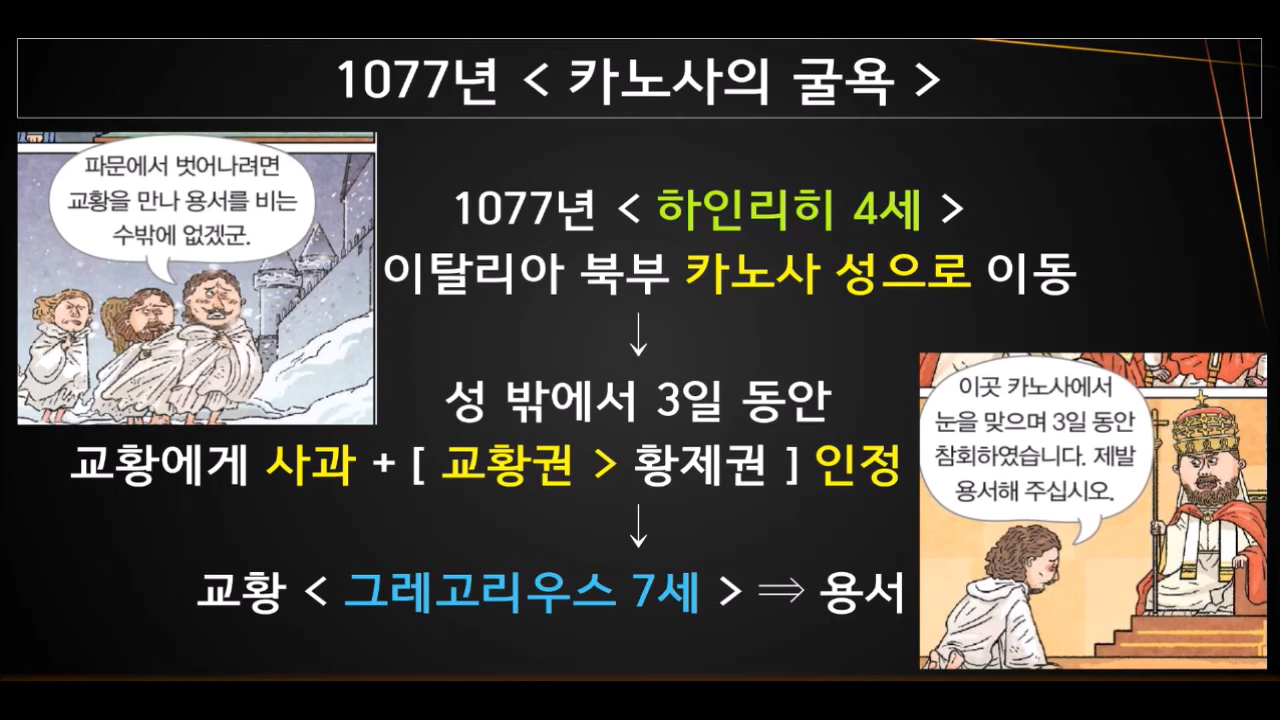 1077년 < 카노사의 굴욕 >
파문에서 벗어나려면
교황을 만나 용서를 비는
수밖에 없겠군.
1077년 < 하인리히 4세 >
이탈리아 북부 카노사 성으로 이동
↓
성 밖에서 3일 동안
교황에게 사과 + [ 교황권 > 황제권 ] 인정
↓
교황 < 그레고리우스 7세 > ⇒ 용서
이곳 카노사에서
눈을 맞으며 3일 동안
참회하였습니다. 제발
용서해 주십시오.